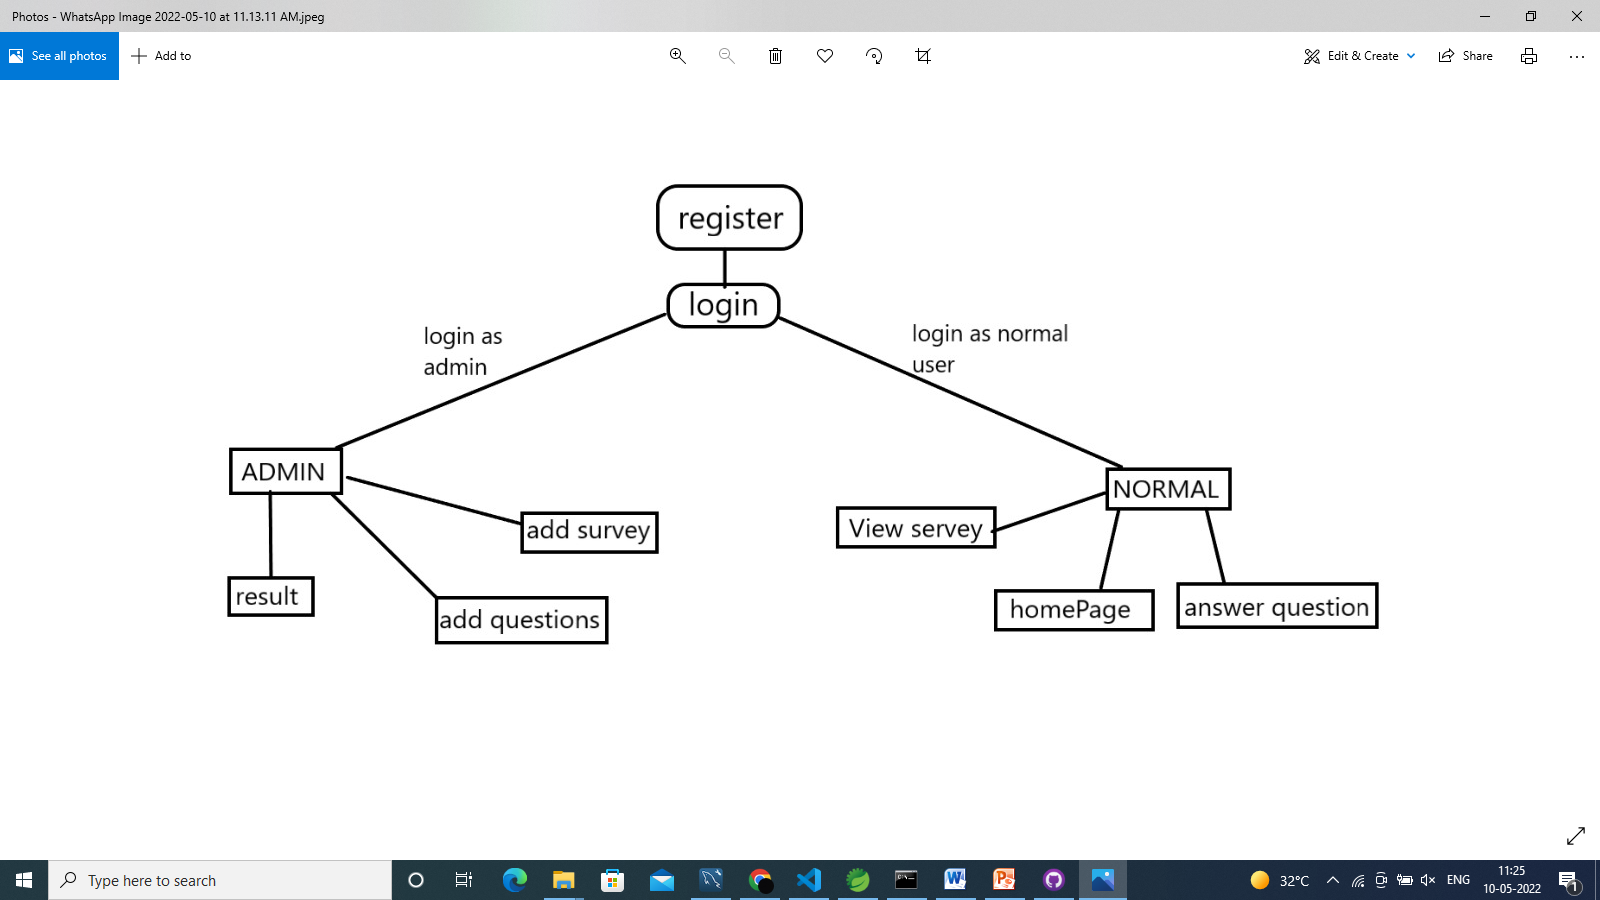 Photos - WhatsApp Image 2022-05-10 at 11.13.11 AM.jpeg
See all photos
Add to
Edit & Create
Share
register
login
login as
admin
login as normal
user
ADMIN
NORMAL
add survey
View servey
result
add questions
homePage
answer question
Type here to search
32°C
ENG
11:25
10-05-2022
1